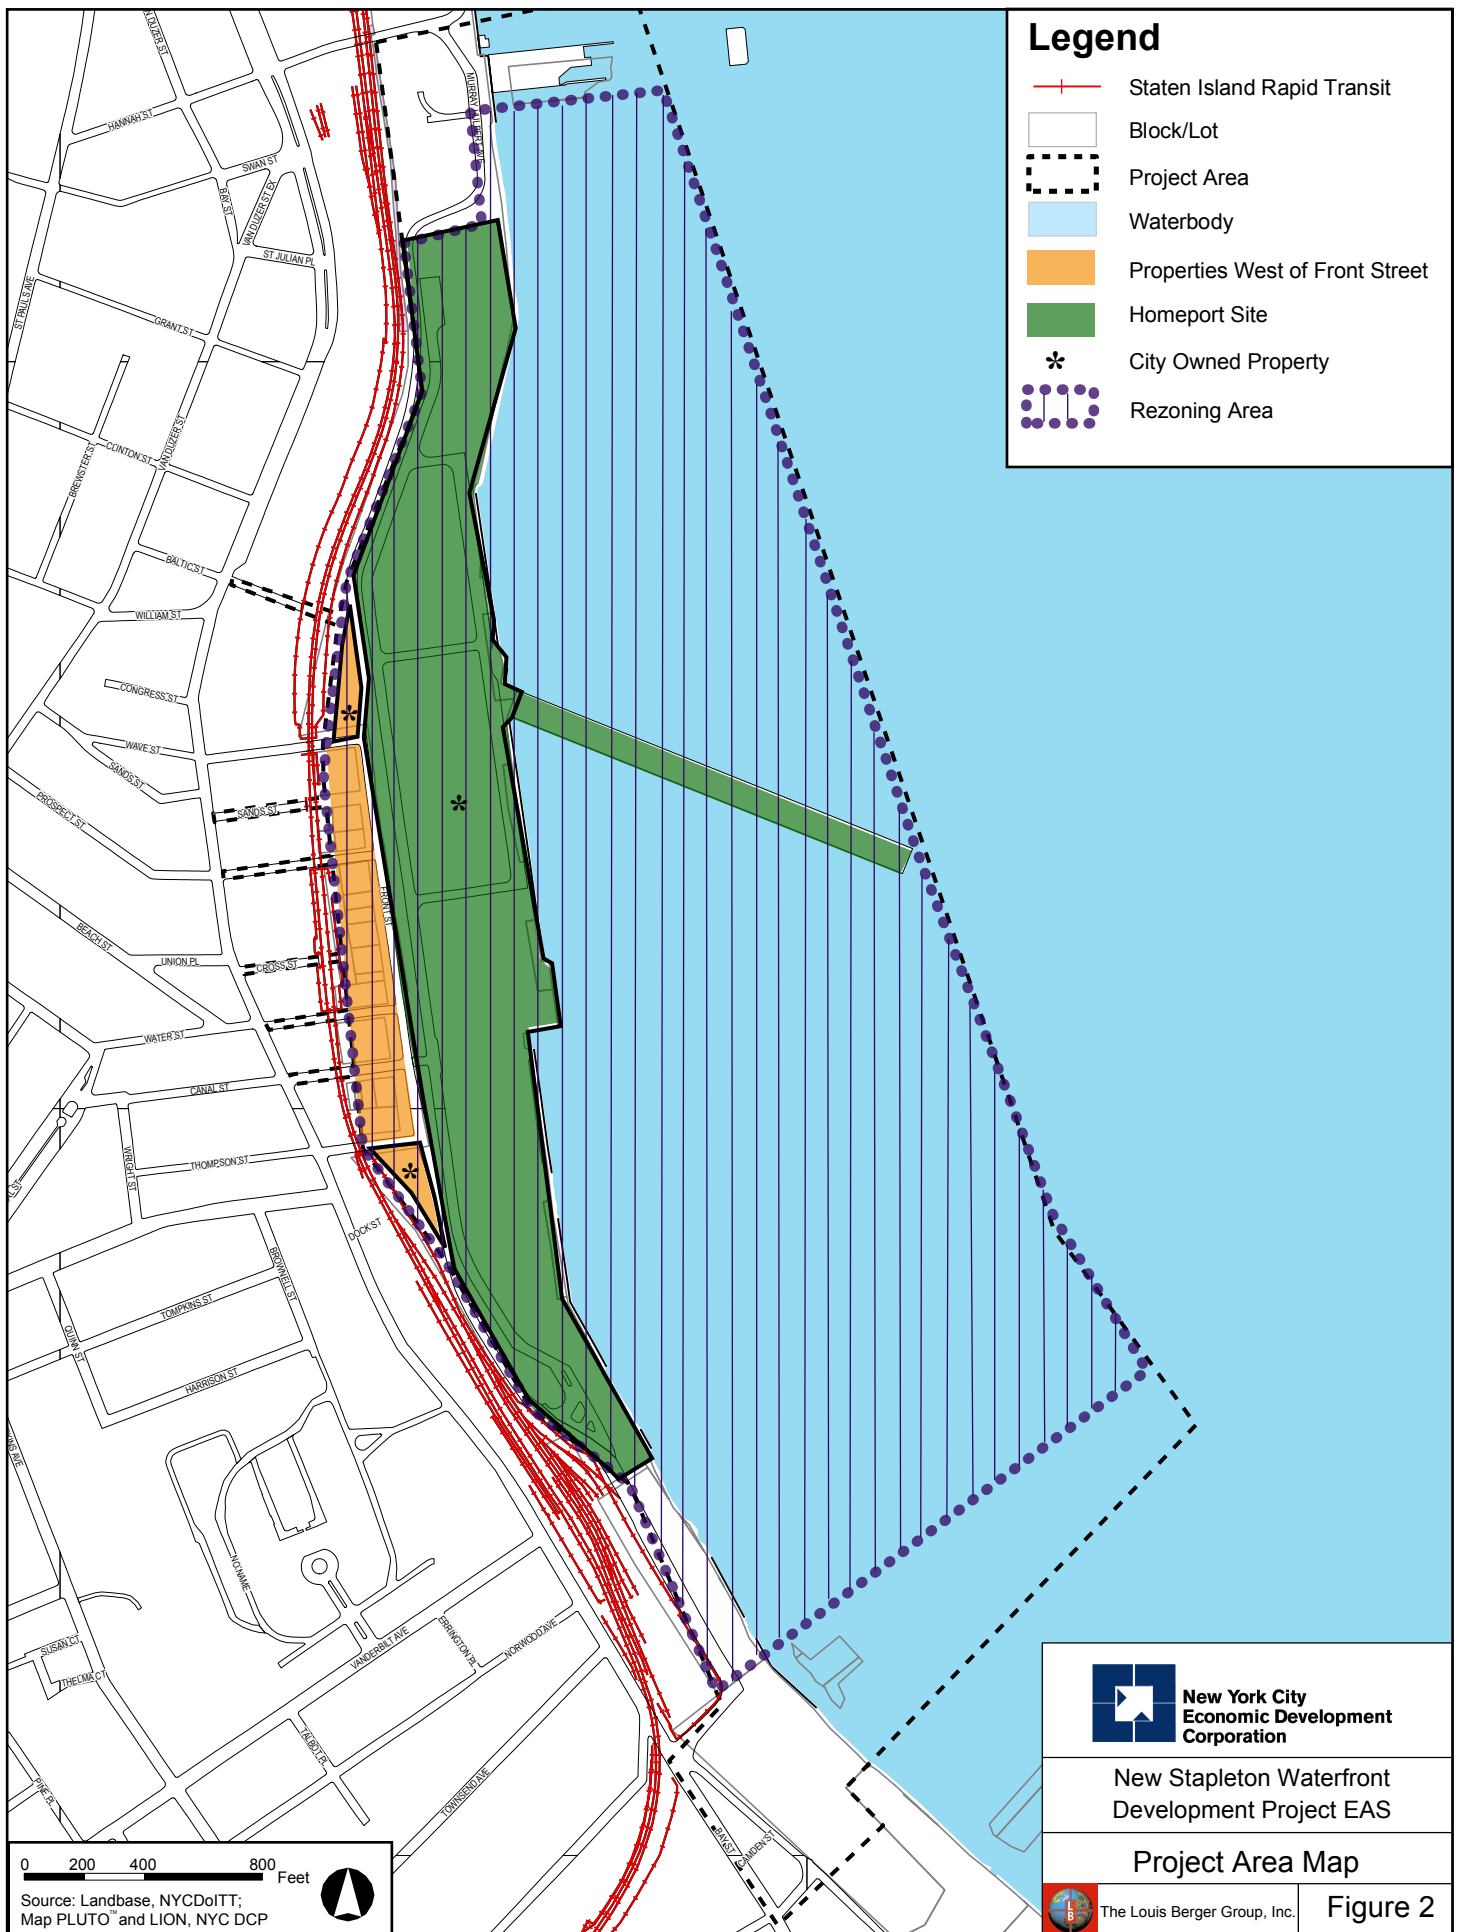 Legend
Staten Island Rapid Transit
Block/Lot
Project Area
Waterbody
Properties West of Front Street
Homeport Site
* City Owned Property
Rezoning Area
HANNAH ST
SWAN ST
BAY ST
VAN DUZER ST EX
ST JULIAN PL
ST PAULS AVE
GRANT ST
MURRAY HULBERT AVE
CLINTON ST
VAN DUZER ST
BREWSTER ST
BALTIC ST
WILLIAM ST
CONGRESS ST
*
WAVE ST
SANDS ST
PROSPECT ST
SANDS ST
*
FRONT ST
BEACH ST
UNION PL
CROSS ST
WATER ST
CANAL ST
WRIGHT ST
THOMPSON ST
*
DOCK ST
BROWNELL ST
TOMPKINS ST
QUINN ST
HARRISON ST
NO NAME
SUSAN CT
THELMA CT
VANDERBILT AVE
ERRINGTON PL
NORWOOD AVE
TALBOT PL
PINE PL
TOWNSEND AVE
BAY ST
CAMDEN ST
New York City
Economic Development
Corporation
New Stapleton Waterfront
Development Project EAS
Project Area Map
LB
The Louis Berger Group, Inc.
Figure 2
0 200 400 800
Feet
Source: Landbase, NYCDoITT;
Map PLUTO™ and LION, NYC DCP